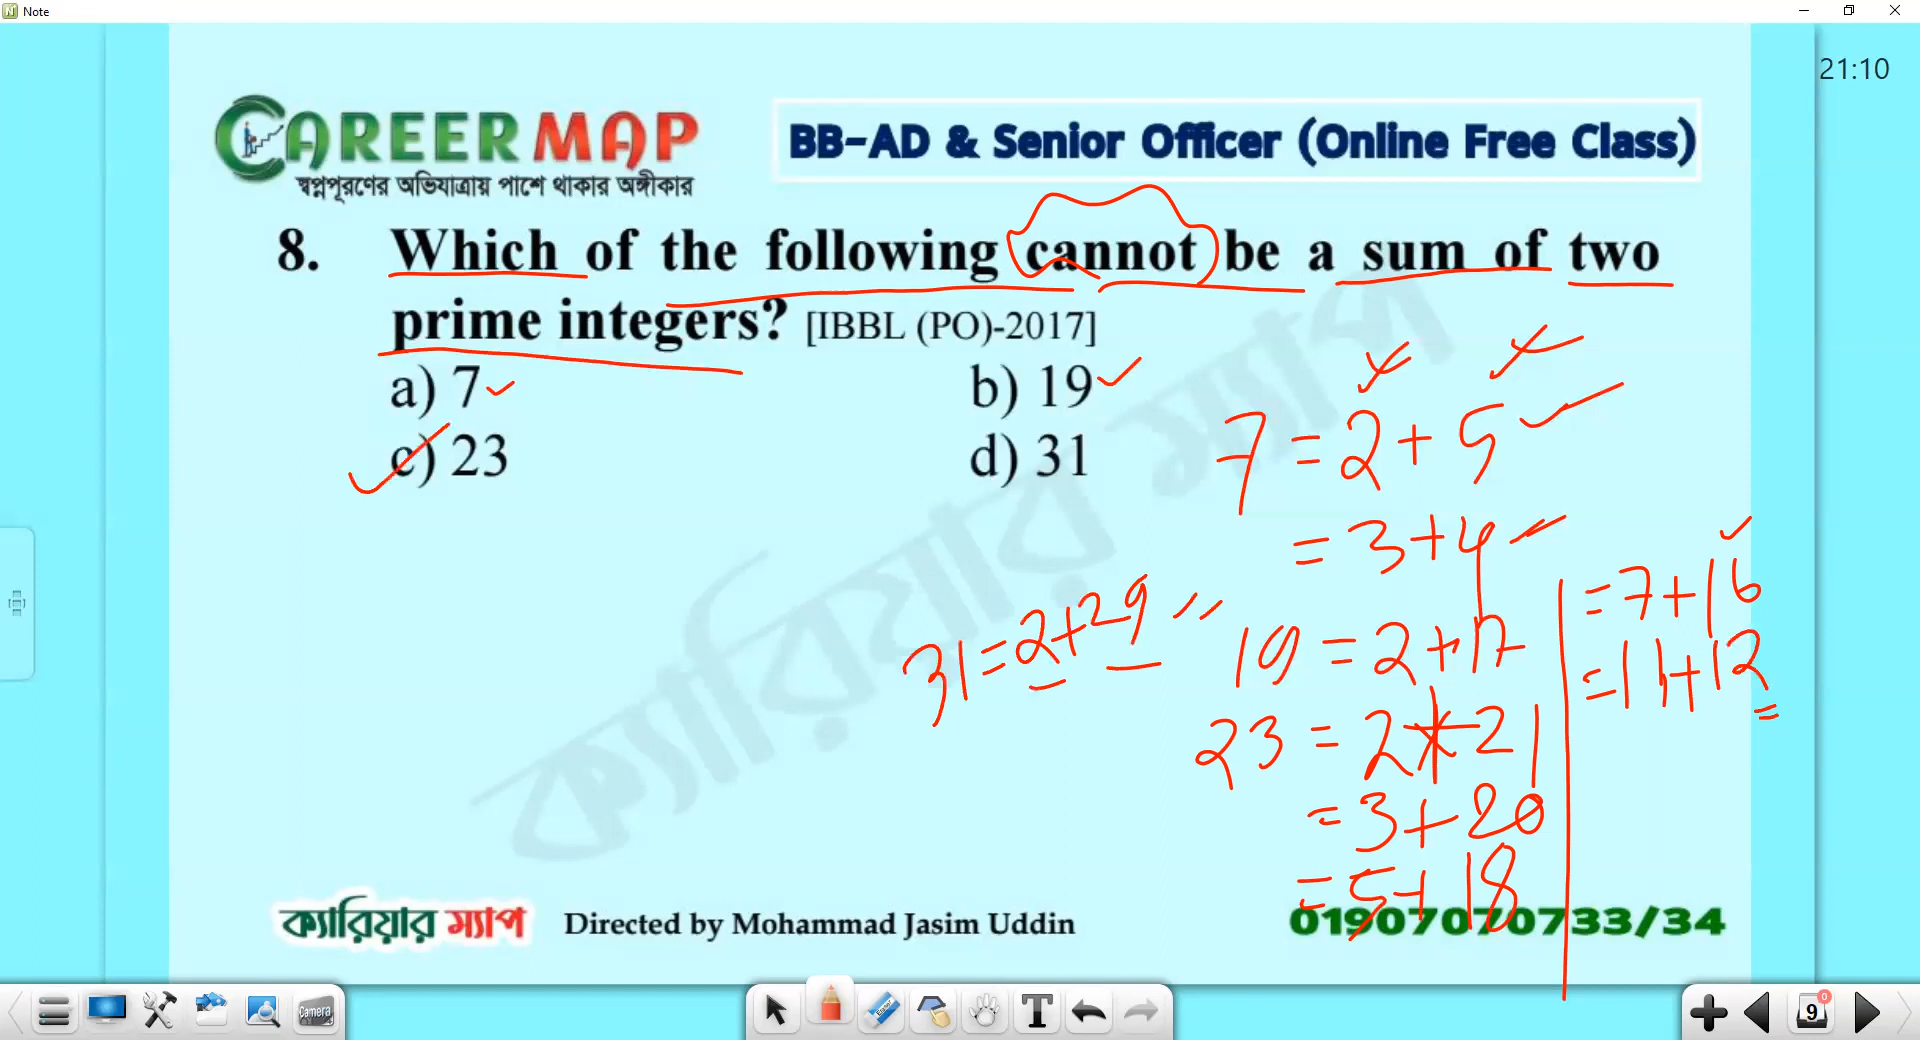 Note
21:10
CAREER MAP
স্বপ্নপূরণের অভিযাত্রায় পাশে থাকার অঙ্গীকার
BB-AD & Senior Officer (Online Free Class)
8. Which of the following cannot be a sum of two
prime integers? [IBBL (PO)-2017]
a) 7
b) 19
c) 23
d) 31
7 = 2 + 5
= 3 + 4
31 = 2 + 29
19 = 2 + 17
23 = 2 + 21
= 3 + 20
= 5 + 18
= 7 + 16
= 11 + 12
ক্যারিয়ার ম্যাপ
ক্যারিয়ার ম্যাপ
Directed by Mohammad Jasim Uddin
01907070733/34
Camera
T
9
0